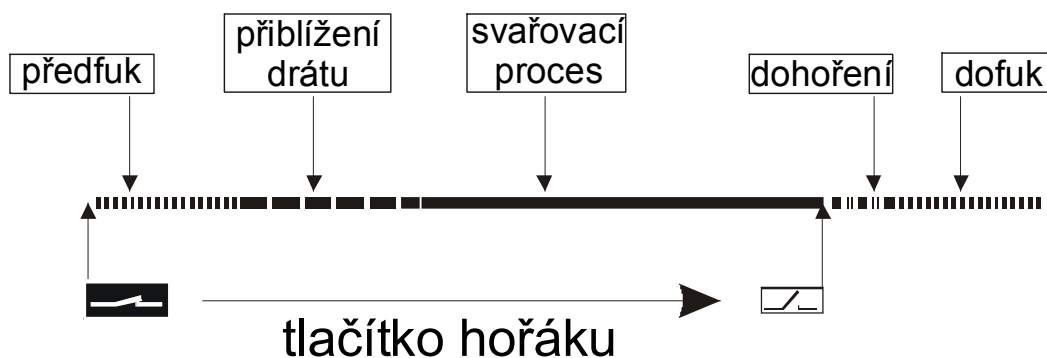 předfuk
přiblížení
drátu
svařovací
proces
dohoření
dofuk
tlačítko hořáku